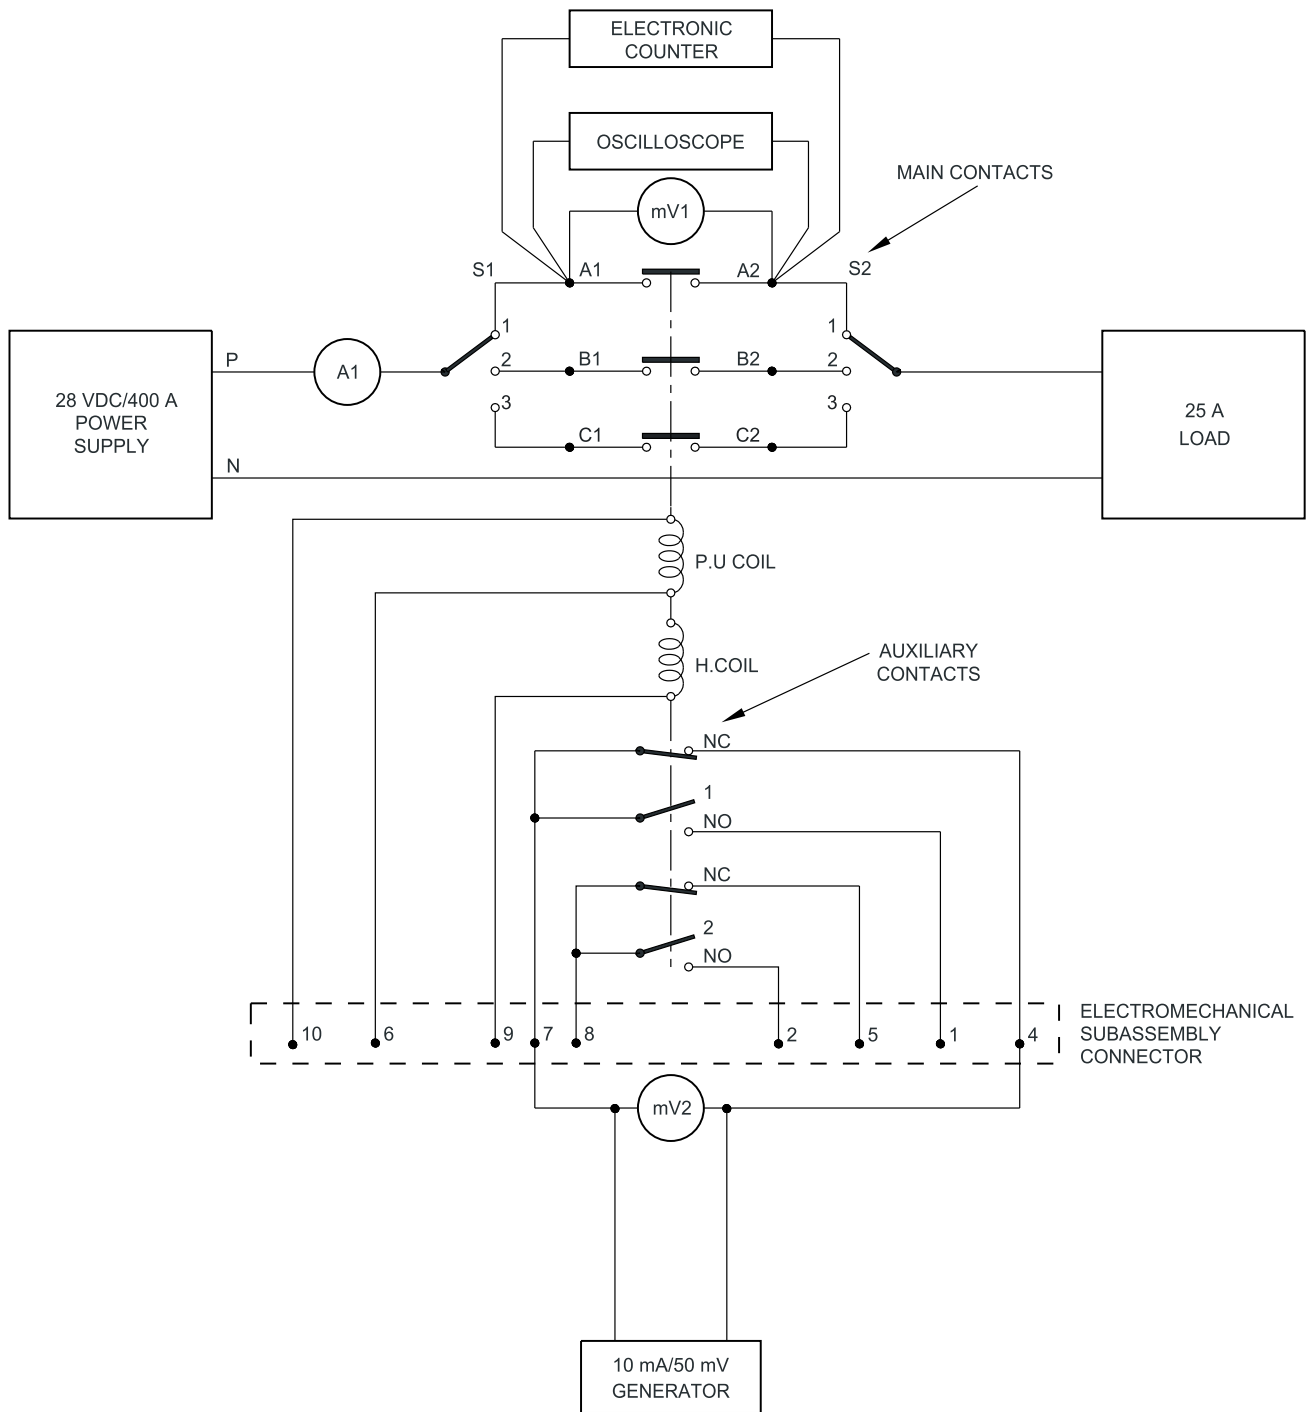 ELECTRONIC
COUNTER
OSCILLOSCOPE
MAIN CONTACTS
mV1
S1
A1
A2
S2
1
1
P
A1
2
B1
B2
2
28 VDC/400 A
POWER
SUPPLY
3
C1
C2
3
25 A
LOAD
N
P.U COIL
H.COIL
AUXILIARY
CONTACTS
NC
1
NO
NC
2
NO
10
6
9
7
8
2
5
1
4
ELECTROMECHANICAL
SUBASSEMBLY
CONNECTOR
mV2
10 mA/50 mV
GENERATOR